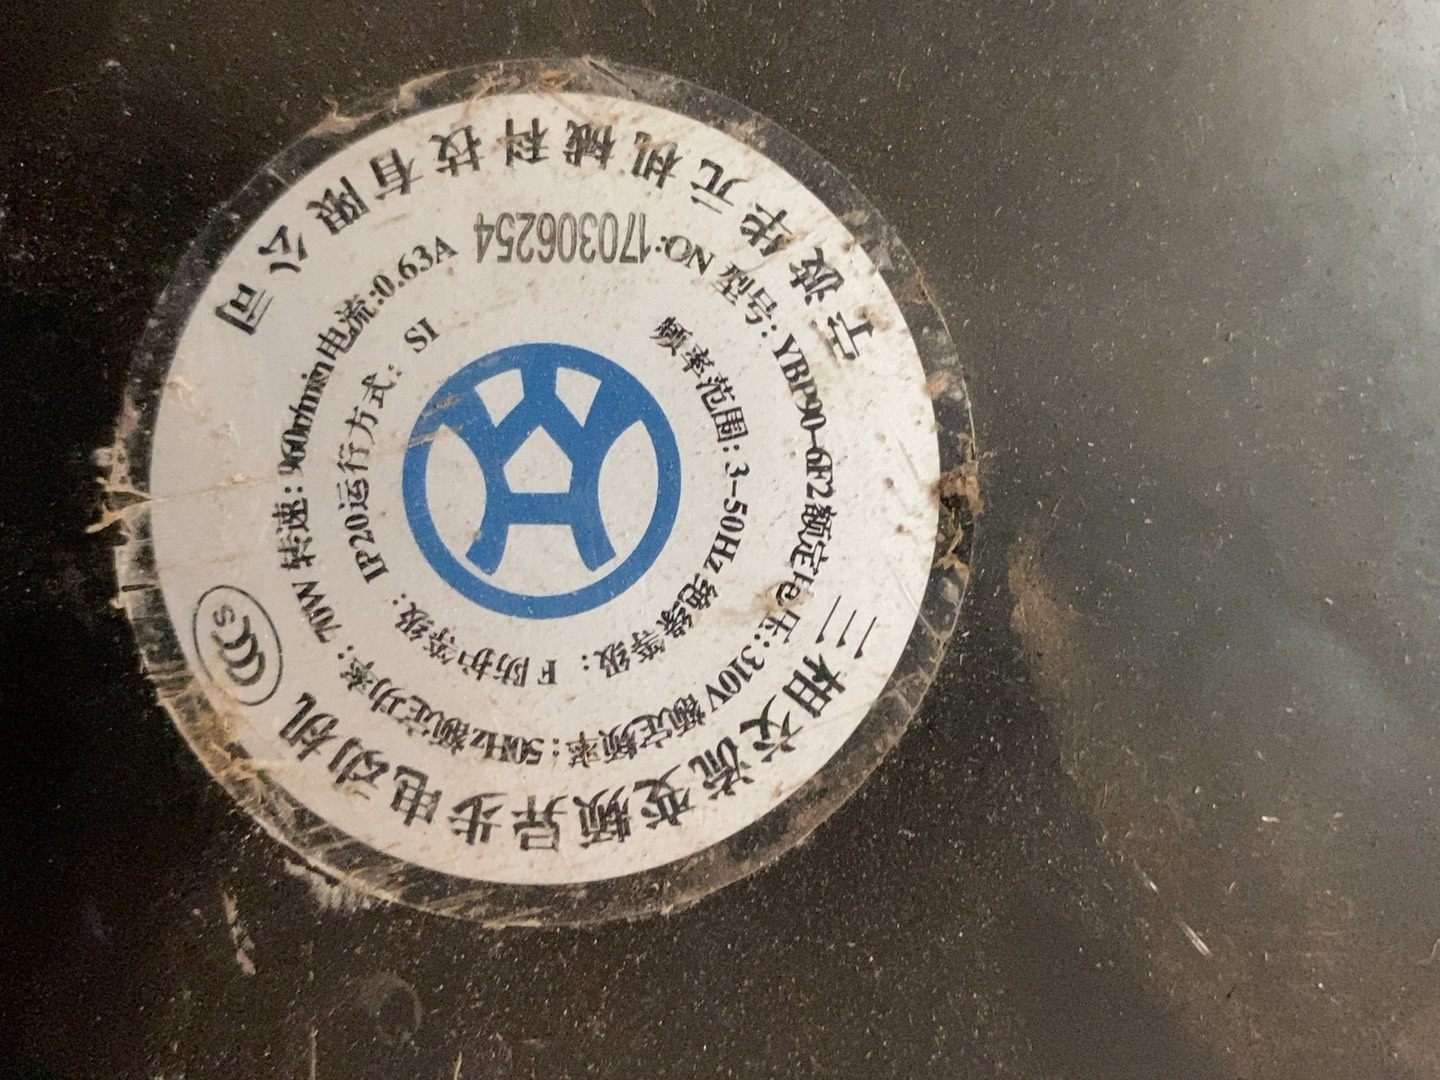 三相交流变频异步电动机
型号:YBP90-6F2额定电压:310V额定频率:50Hz额定功率:70W转速:960r/min电流:0.63A
频率范围:3-50Hz绝缘等级:F防护等级:IP20运行方式:SI
NO:170306254
宁波华元机械科技有限公司
CCC
S